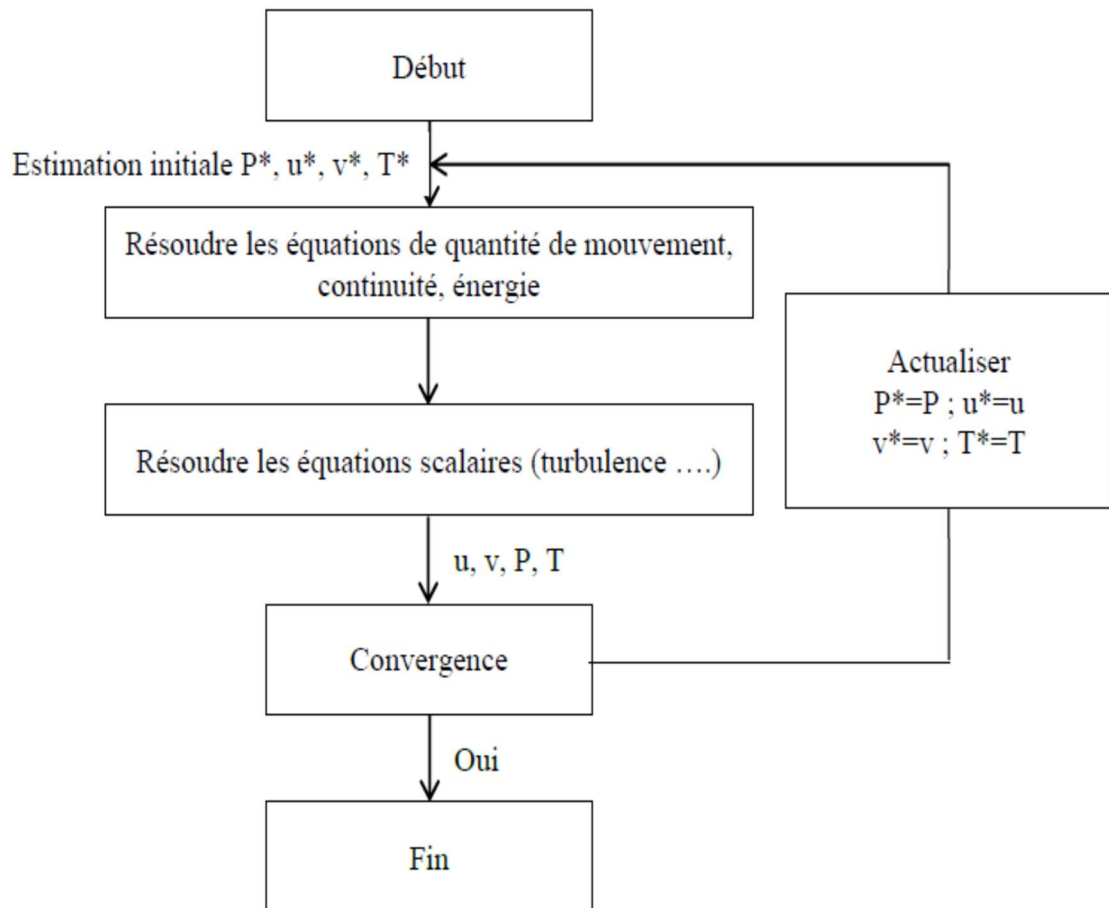 Début
Estimation initiale P*, u*, v*, T*
Résoudre les équations de quantité de mouvement,
continuité, énergie
Actualiser
P*=P ; u*=u
v*=v ; T*=T
Résoudre les équations scalaires (turbulence ….)
u, v, P, T
Convergence
Oui
Fin